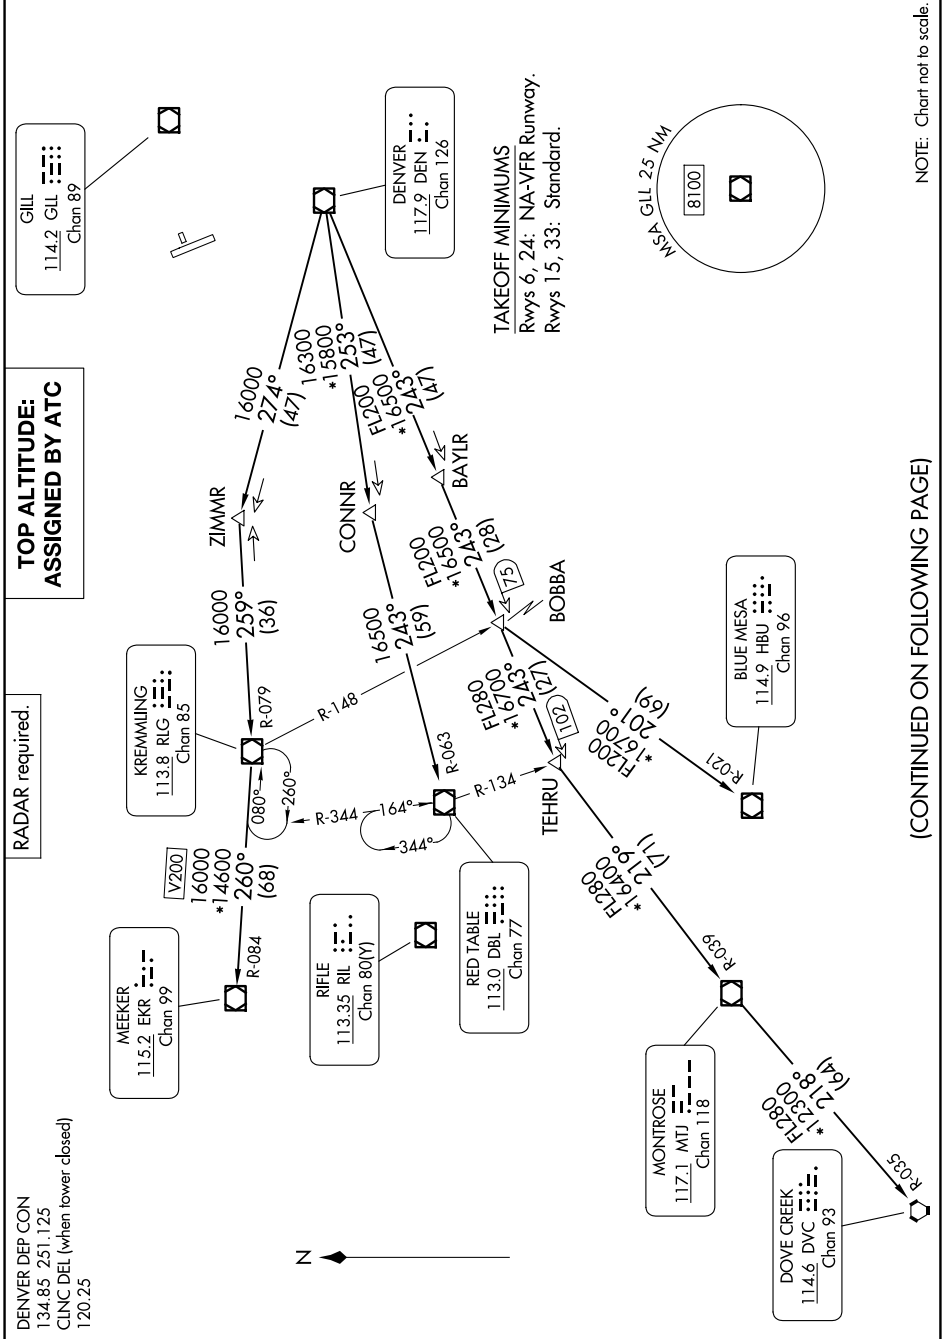 DENVER DEP CON
134.85 251.125
CLNC DEL (when tower closed)
120.25
RADAR required.
TOP ALTITUDE:
ASSIGNED BY ATC
GILL
114.2 GLL
Chan 89
MEEKER
115.2 EKR
Chan 99
R-084
V200
16000
*14600
260°
(68)
KREMMLING
113.8 RLG
Chan 85
080°
260°
R-079
16000
259°
(36)
ZIMMR
16000
274°
(47)
DENVER
117.9 DEN
Chan 126
16300
*15800
253°
(47)
FL200
*16500
243°
(47)
CONNR
BAYLR
16500
243°
(59)
FL200
*16500
243°
(28)
75
BOBBA
R-148
R-063
R-344
164°
344°
R-134
RIFLE
113.35 RIL
Chan 80(Y)
RED TABLE
113.0 DBL
Chan 77
FL280
*16700
243°
(27)
102
TEHRU
FL200
*16700
201°
(69)
R-021
BLUE MESA
114.9 HBU
Chan 96
FL280
*16400
219°
(71)
R-039
MONTROSE
117.1 MTJ
Chan 118
FL280
*12300
218°
(64)
R-035
DOVE CREEK
114.6 DVC
Chan 93
N
TAKEOFF MINIMUMS
Rwys 6, 24: NA-VFR Runway.
Rwys 15, 33: Standard.
MSA GLL 25 NM
8100
(CONTINUED ON FOLLOWING PAGE)
NOTE: Chart not to scale.